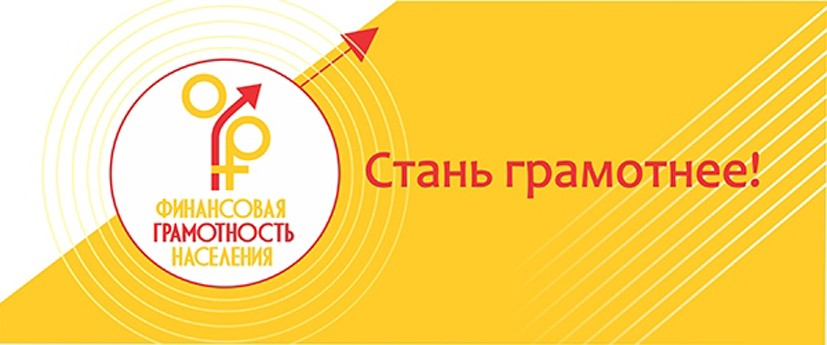 ФИНАНСОВАЯ
ГРАМОТНОСТЬ
НАСЕЛЕНИЯ
Стань грамотнее!